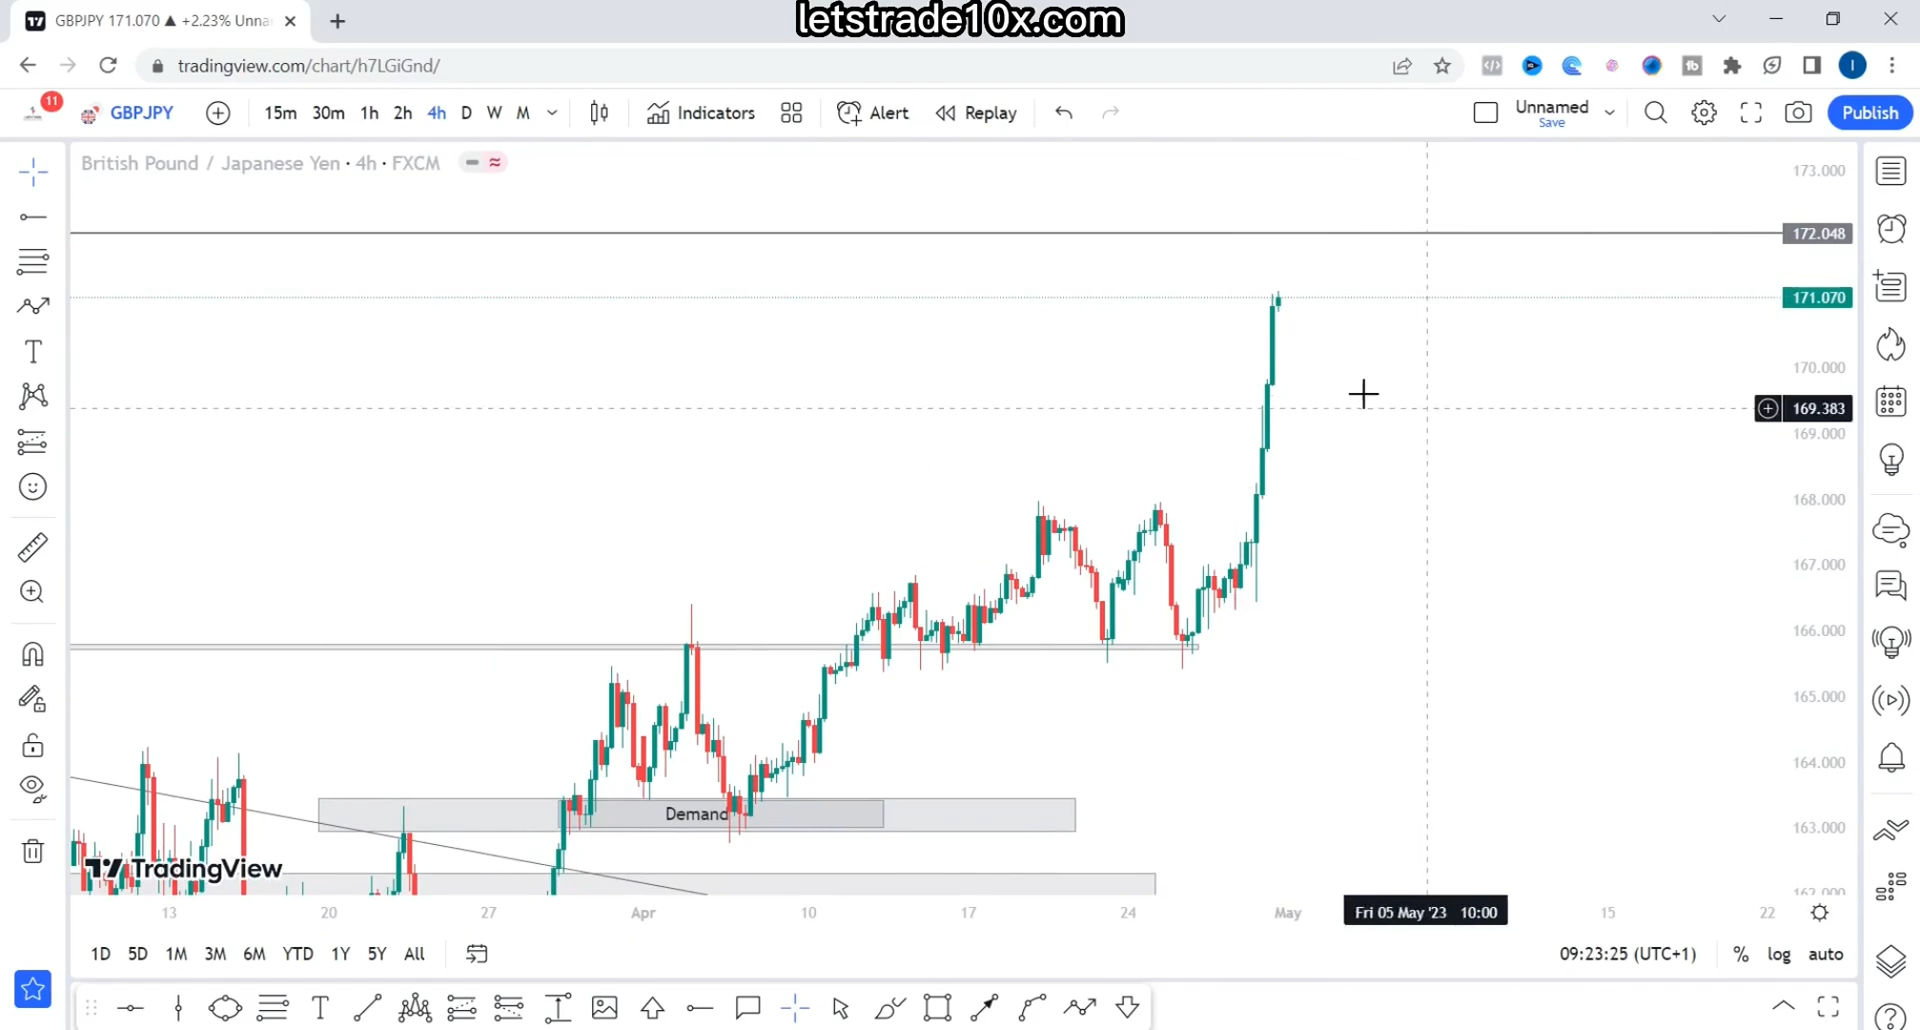 GBPJPY 171.070 ▲ +2.23% Unna
letstrade10x.com
tradingview.com/chart/h7LGiGnd/
11
GBPJPY 15m 30m 1h 2h 4h D W M Indicators Alert Replay Unnamed Save Publish
British Pound / Japanese Yen · 4h · FXCM
173.000
172.048
171.070
170.000
169.383
169.000
168.000
167.000
166.000
165.000
164.000
Demand
163.000
TradingView
162.000
13 20 27 Apr 10 17 24 May Fri 05 May '23 10:00 15 22
1D 5D 1M 3M 6M YTD 1Y 5Y All 09:23:25 (UTC+1) % log auto